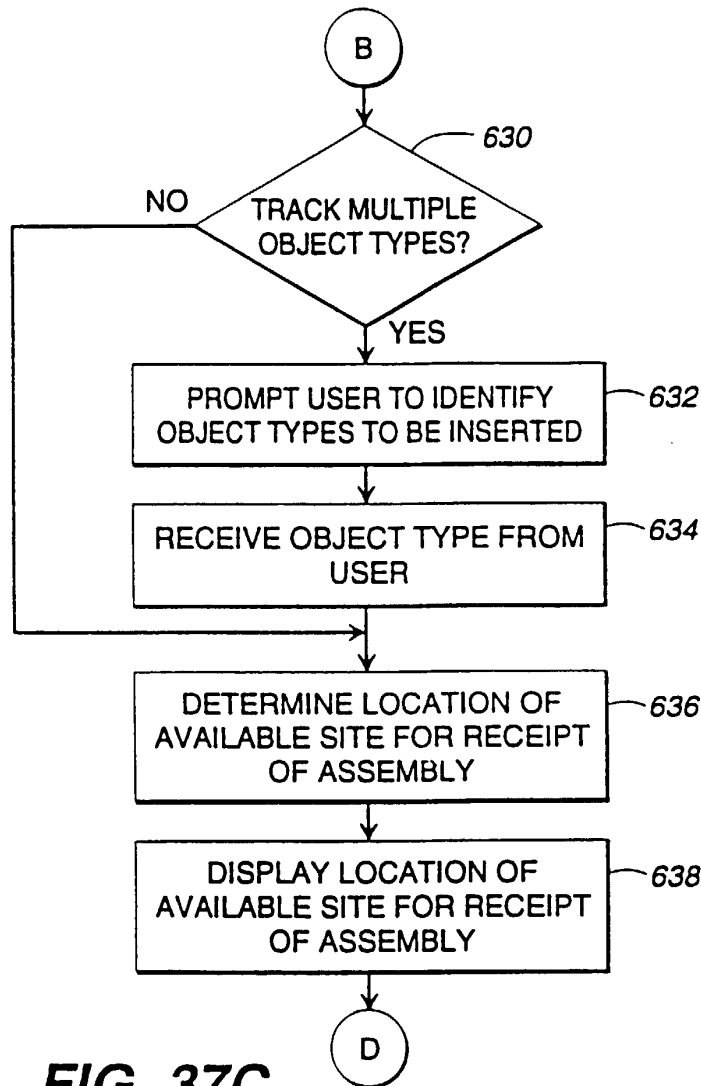 B
630
NO
TRACK MULTIPLE
OBJECT TYPES?
YES
PROMPT USER TO IDENTIFY
OBJECT TYPES TO BE INSERTED
632
RECEIVE OBJECT TYPE FROM
USER
634
DETERMINE LOCATION OF
AVAILABLE SITE FOR RECEIPT
OF ASSEMBLY
636
DISPLAY LOCATION OF
AVAILABLE SITE FOR RECEIPT
OF ASSEMBLY
638
D
FIG. 37C